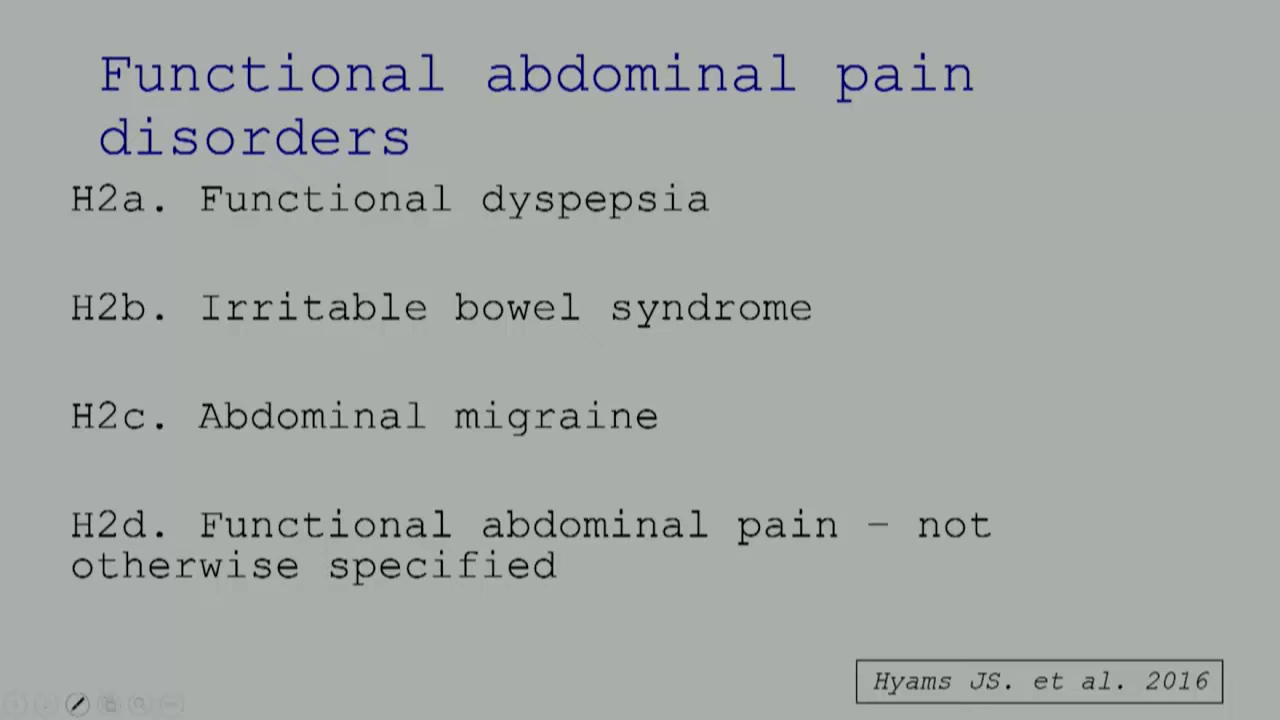 Functional abdominal pain
disorders
H2a. Functional dyspepsia
H2b. Irritable bowel syndrome
H2c. Abdominal migraine
H2d. Functional abdominal pain – not
otherwise specified
Hyams JS. et al. 2016